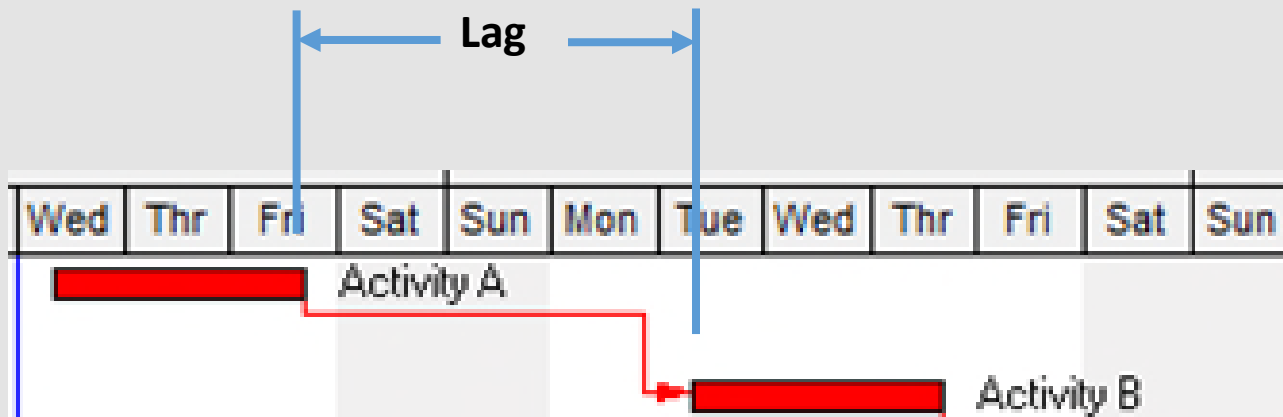 Lag
Wed Thr Fri Sat Sun Mon Tue Wed Thr Fri Sat Sun
Activity A
Activity B